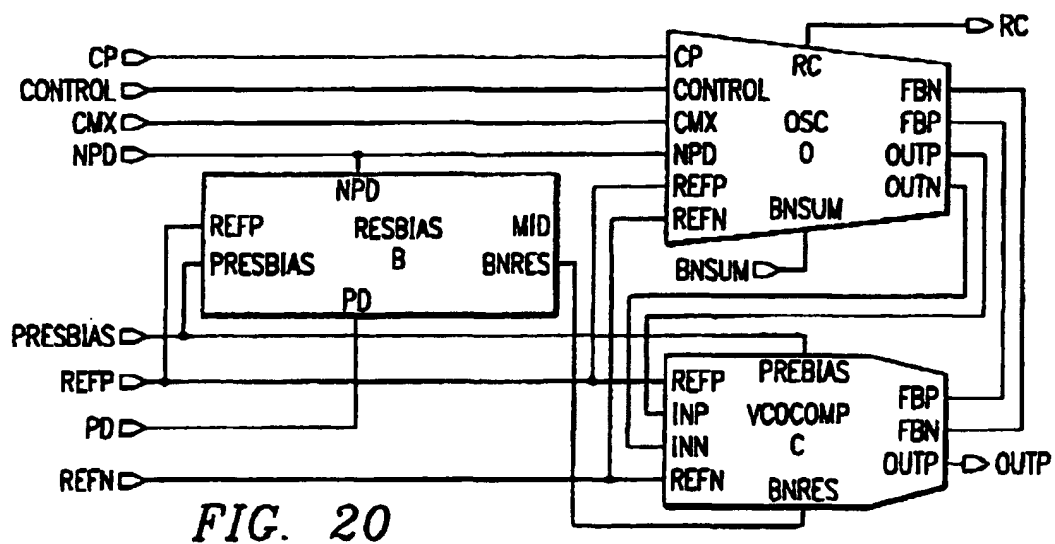 RC
CP
CONTROL
CMX
NPD
CP
CONTROL
CMX
NPD
REFP
REFN
RC
OSC
O
BNSUM
FBN
FBP
OUTP
OUTN
BNSUM
NPD
REFP
PRESBIAS
RESBIAS
B
MID
BNRES
PD
PRESBIAS
REFP
PD
REFN
PREBIAS
REFP
INP
INN
REFN
VCOCOMP
C
BNRES
FBP
FBN
OUTP
OUTP
FIG. 20